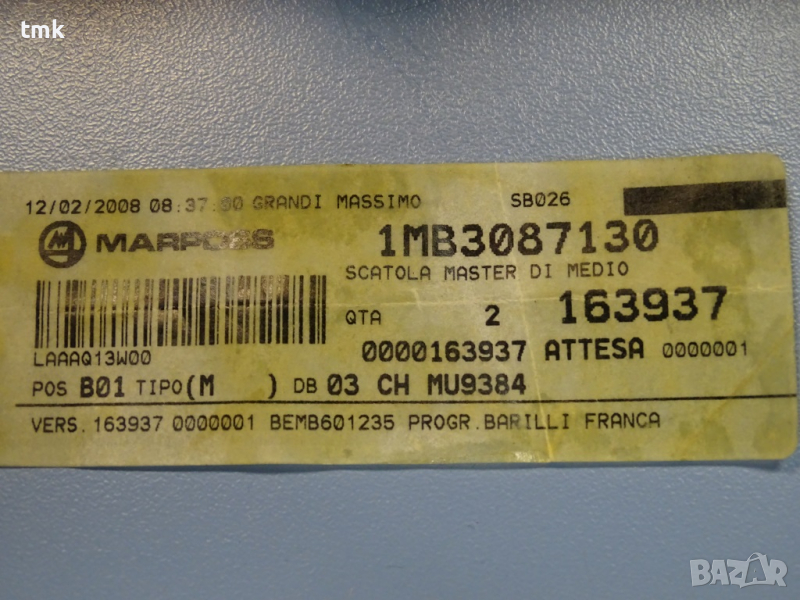 tmk
12/02/2008 08:37:00 GRANDI MASSIMO SB026
MARPOSS 1MB3087130
SCATOLA MASTER DI MEDIO
QTA 2 163937
LAAAQ13W00 0000163937 ATTESA 0000001
POS B01 TIPO(M ) DB 03 CH MU9384
VERS.163937 0000001 BEMB601235 PROGR.BARILLI FRANCA
BAZAR